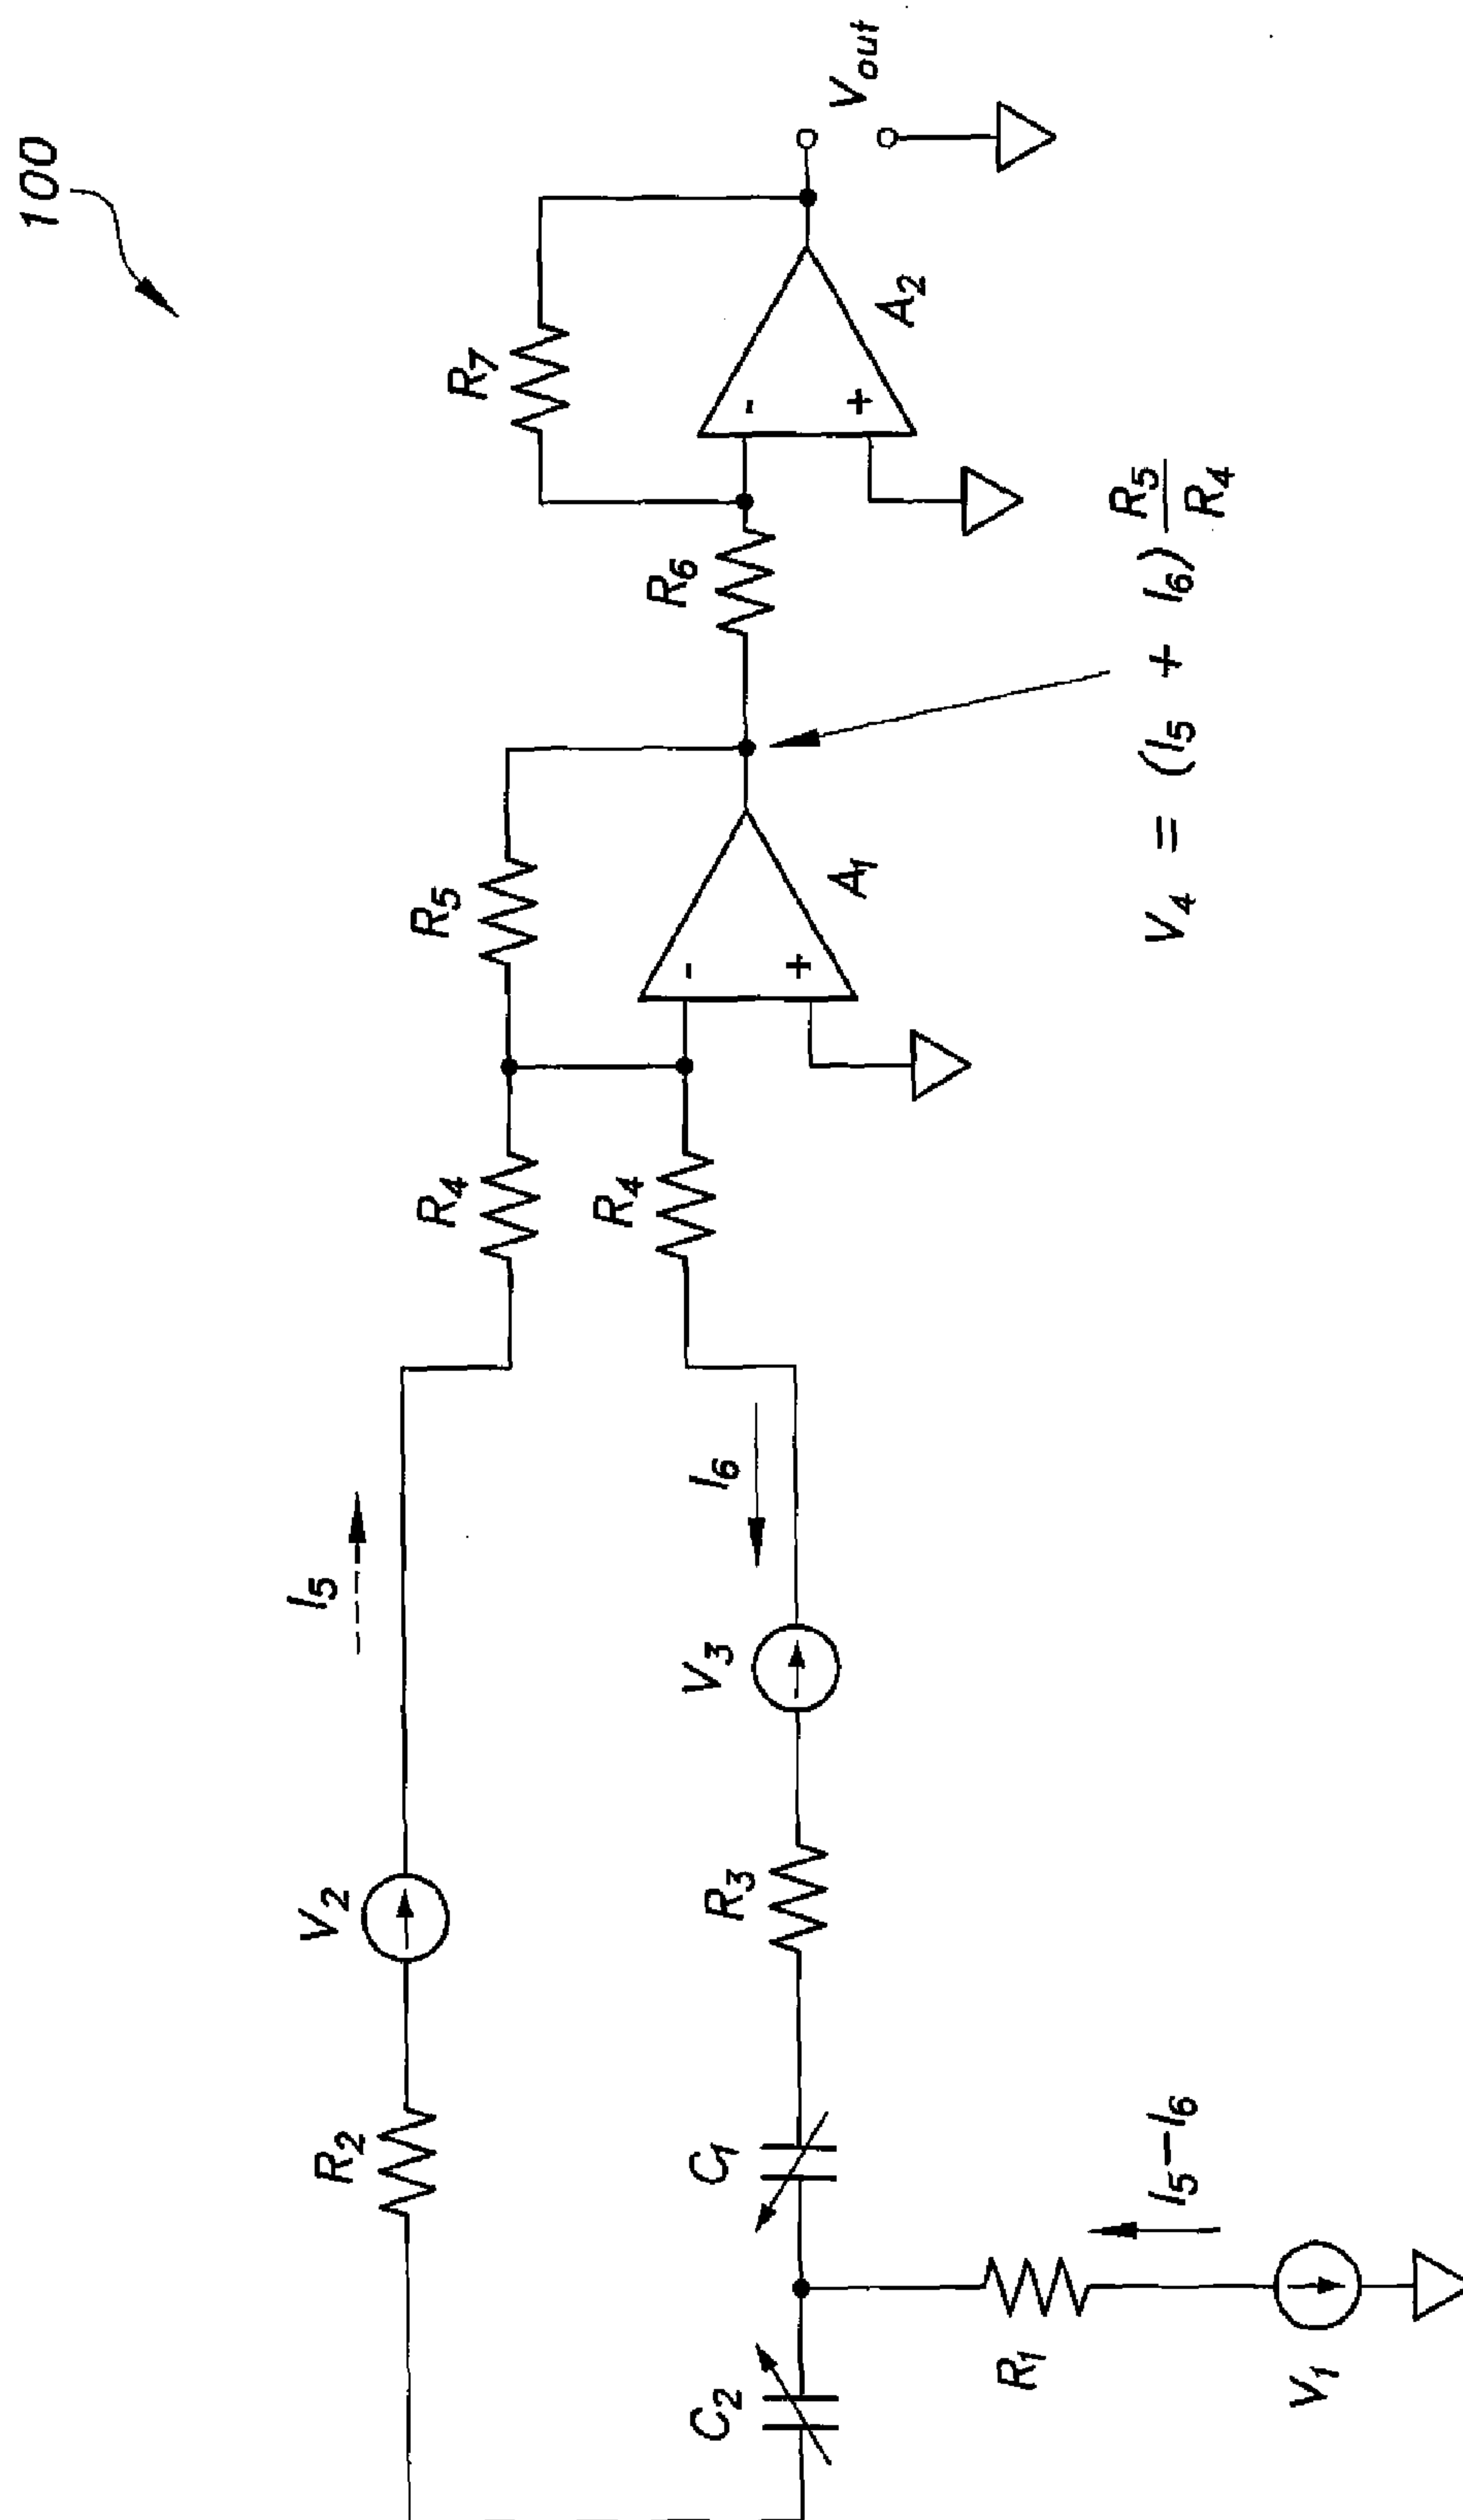 100
V2
R2
I5
R4
R5
R7
V3
R3
I6
R4
R6
C1
C2
-
+
A1
-
+
A2
Vout
R1
I5-I6
V1
V4 = (I5 + I6) R5
R4